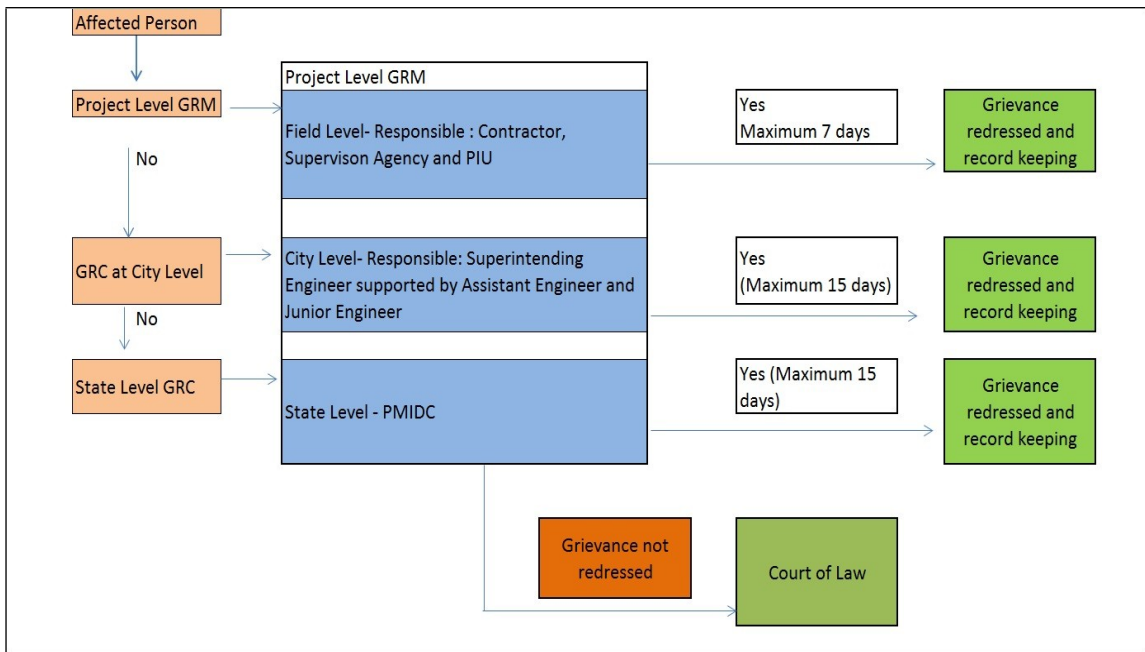 Affected Person
Project Level GRM
No
GRC at City Level
No
State Level GRC
Project Level GRM
Field Level- Responsible : Contractor,
Supervison Agency and PIU
City Level- Responsible: Superintending
Engineer supported by Assistant Engineer and
Junior Engineer
State Level - PMIDC
Yes
Maximum 7 days
Grievance
redressed and
record keeping
Yes
(Maximum 15 days)
Grievance
redressed and
record keeping
Yes (Maximum 15
days)
Grievance
redressed and
record keeping
Grievance not
redressed
Court of Law